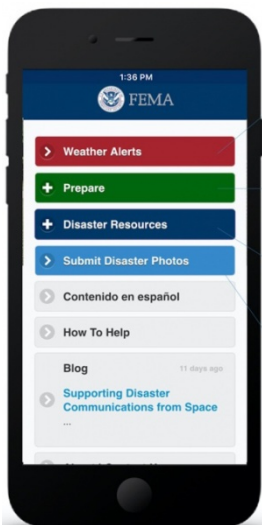 1:36 PM
FEMA
Weather Alerts
Prepare
Disaster Resources
Submit Disaster Photos
Contenido en español
How To Help
Blog 11 days ago
Supporting Disaster
Communications from Space
...